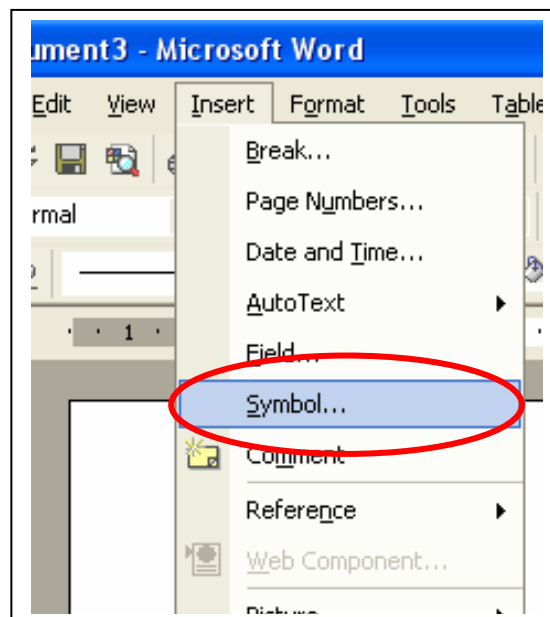 ument3 - Microsoft Word
Edit View Insert Format Tools Table
Break...
rmal Page Numbers...
Date and Time...
AutoText
1
Field...
Symbol...
Comment
Reference
Web Component...
Picture